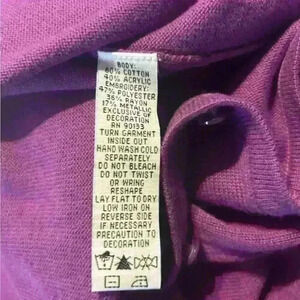 BODY:
60% COTTON
40% ACRYLIC
EMBROIDERY:
47% POLYESTER
36% RAYON
17% METALLIC
EXCLUSIVE OF
DECORATION
RN 90133
TURN GARMENT
INSIDE OUT
HAND WASH COLD
SEPARATELY
DO NOT BLEACH
DO NOT TWIST
OR WRING
RESHAPE
LAY FLAT TO DRY
LOW IRON ON
REVERSE SIDE
IF NECESSARY
PRECAUTION TO
DECORATION